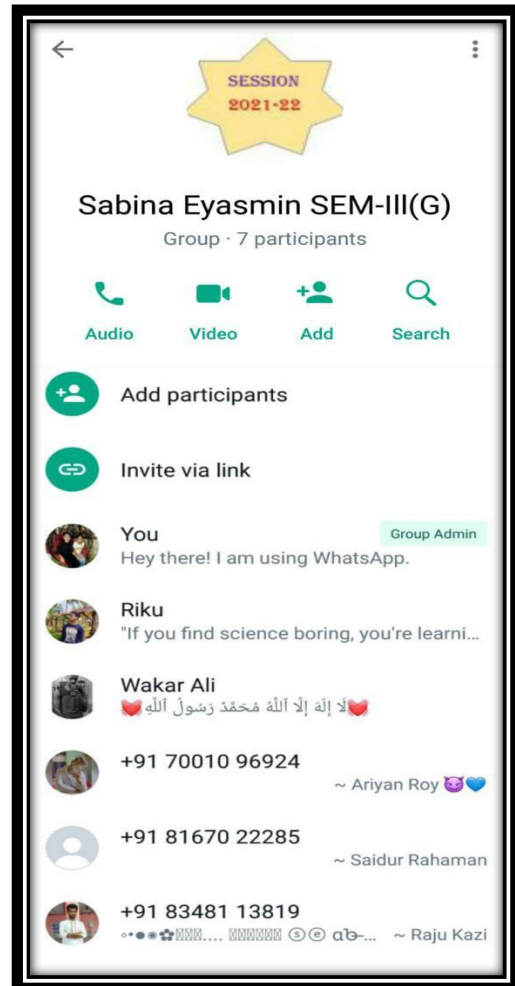 SESSION
2021-22
Sabina Eyasmin SEM-III(G)
Group · 7 participants
Audio Video Add Search
Add participants
Invite via link
You Group Admin
Hey there! I am using WhatsApp.
Riku
"If you find science boring, you're learni...
Wakar Ali
❤️لَا إِلَهَ إِلَّا ٱللَّٰهُ مُحَمَّدٌ رَسُولُ ٱللَّٰهِ❤️
+91 70010 96924
~ Ariyan Roy 😈💙
+91 81670 22285
~ Saidur Rahaman
+91 83481 13819
.... ⓢⓔ ab-... ~ Raju Kazi